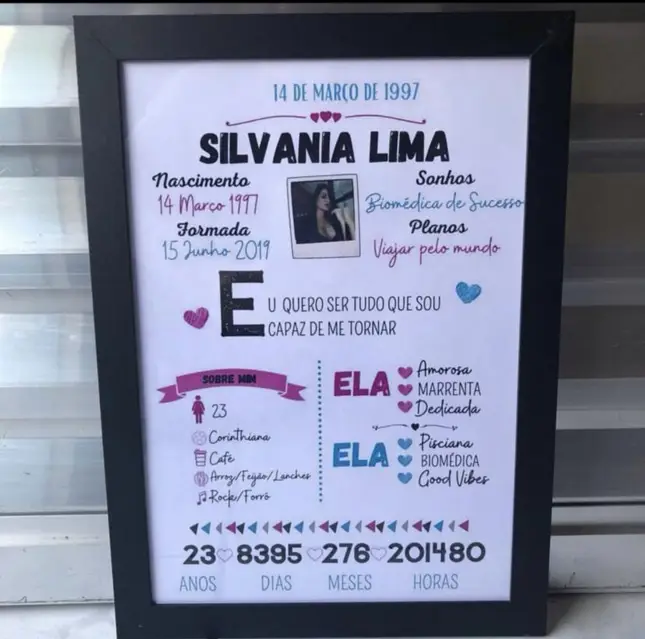 14 DE MARÇO DE 1997
SILVANIA LIMA
Nascimento
14 Março 1997
Formada
15 Junho 2019
Sonhos
Biomédica de Sucesso
Planos
Viajar pelo mundo
EU QUERO SER TUDO QUE SOU
CAPAZ DE ME TORNAR
SOBRE MIM
23
Corinthiana
Café
Arroz/Feijão/Lanches
Rock/Forró
ELA
Amorosa
MARRENTA
Dedicada
ELA
Pisciana
BIOMÉDICA
Good Vibes
23 8395 276 201480
ANOS DIAS MESES HORAS